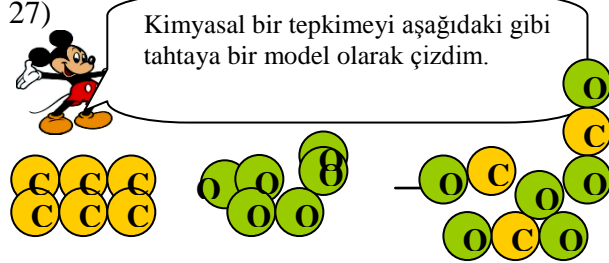 27)
Kimyasal bir tepkimeyi aşağıdaki gibi
tahtaya bir model olarak çizdim.
O
C
C C C O O O O O C O O
C C C O O O C O